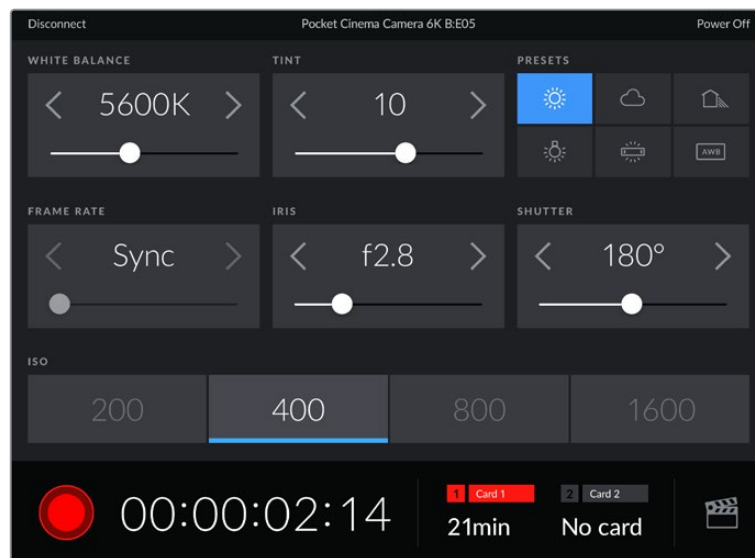 Disconnect Pocket Cinema Camera 6K B:E05 Power Off
WHITE BALANCE TINT PRESETS
5600K 10
AWB
FRAME RATE IRIS SHUTTER
Sync f2.8 180°
ISO
200 400 800 1600
00:00:02:14
1 Card 1 2 Card 2
21min No card